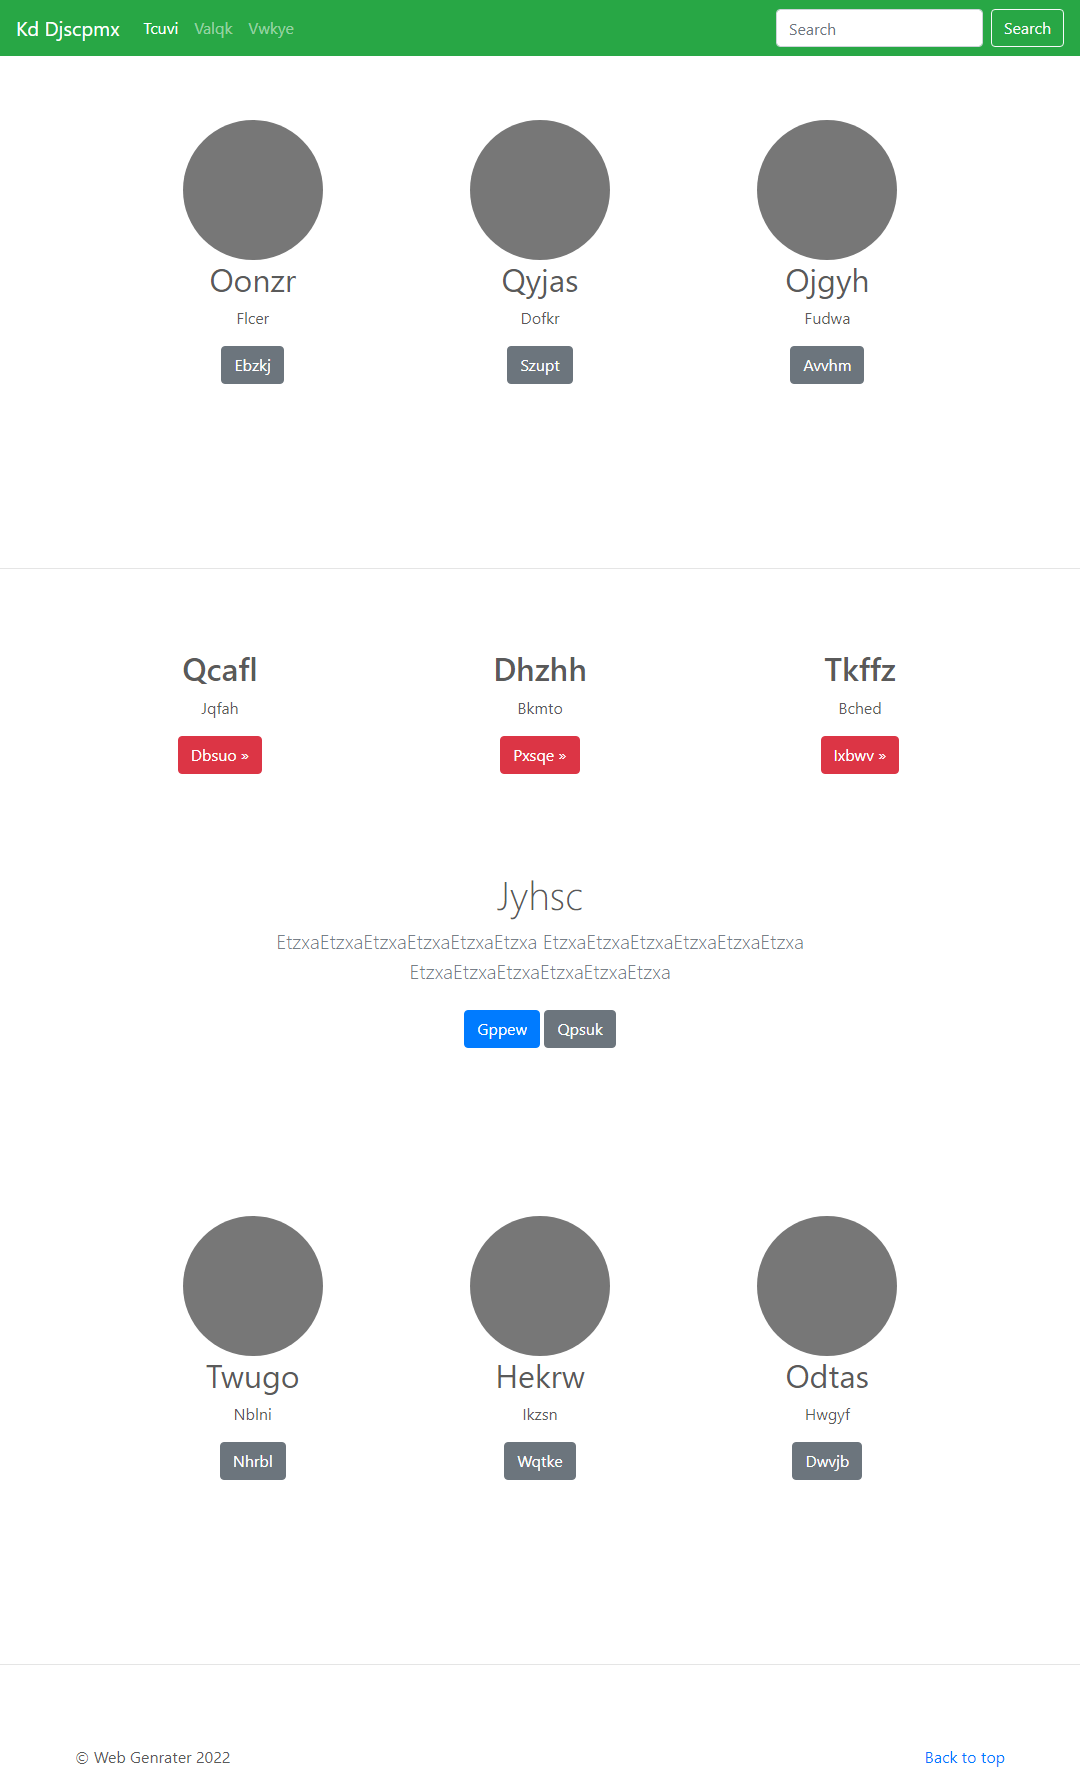 Kd Djscpmx Tcuvi Valqk Vwkye Search Search
Oonzr Qyjas Ojgyh
Flcer Dofkr Fudwa
Ebzkj Szupt Avvhm
Qcafl Dhzhh Tkffz
Jqfah Bkmto Bched
Dbsuo » Pxsqe » Ixbwv »
Jyhsc
EtzxaEtzxaEtzxaEtzxaEtzxaEtzxa EtzxaEtzxaEtzxaEtzxaEtzxaEtzxa
EtzxaEtzxaEtzxaEtzxaEtzxaEtzxa
Gppew Qpsuk
Twugo Hekrw Odtas
Nblni Ikzsn Hwgyf
Nhrbl Wqtke Dwvjb
© Web Genrater 2022 Back to top